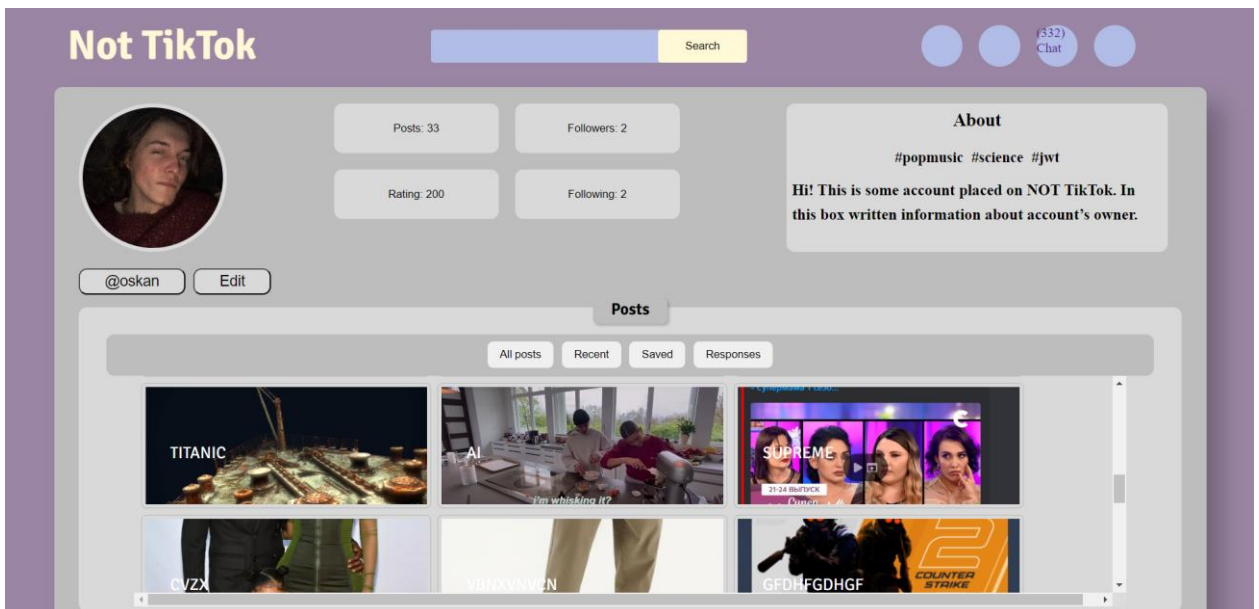 Not TikTok
Search
(332)
Chat
Posts: 33
Followers: 2
Rating: 200
Following: 2
About
#popmusic #science #jwt
Hi! This is some account placed on NOT TikTok. In
this box written information about account's owner.
@oskan
Edit
Posts
All posts
Recent
Saved
Responses
TITANIC
AI
i'm whisking it?
SUPREME
21-24 ВЫПУСК
CVZX
VBNXVNVCN
GFDHFGDHGF
COUNTER
STRIKE
2